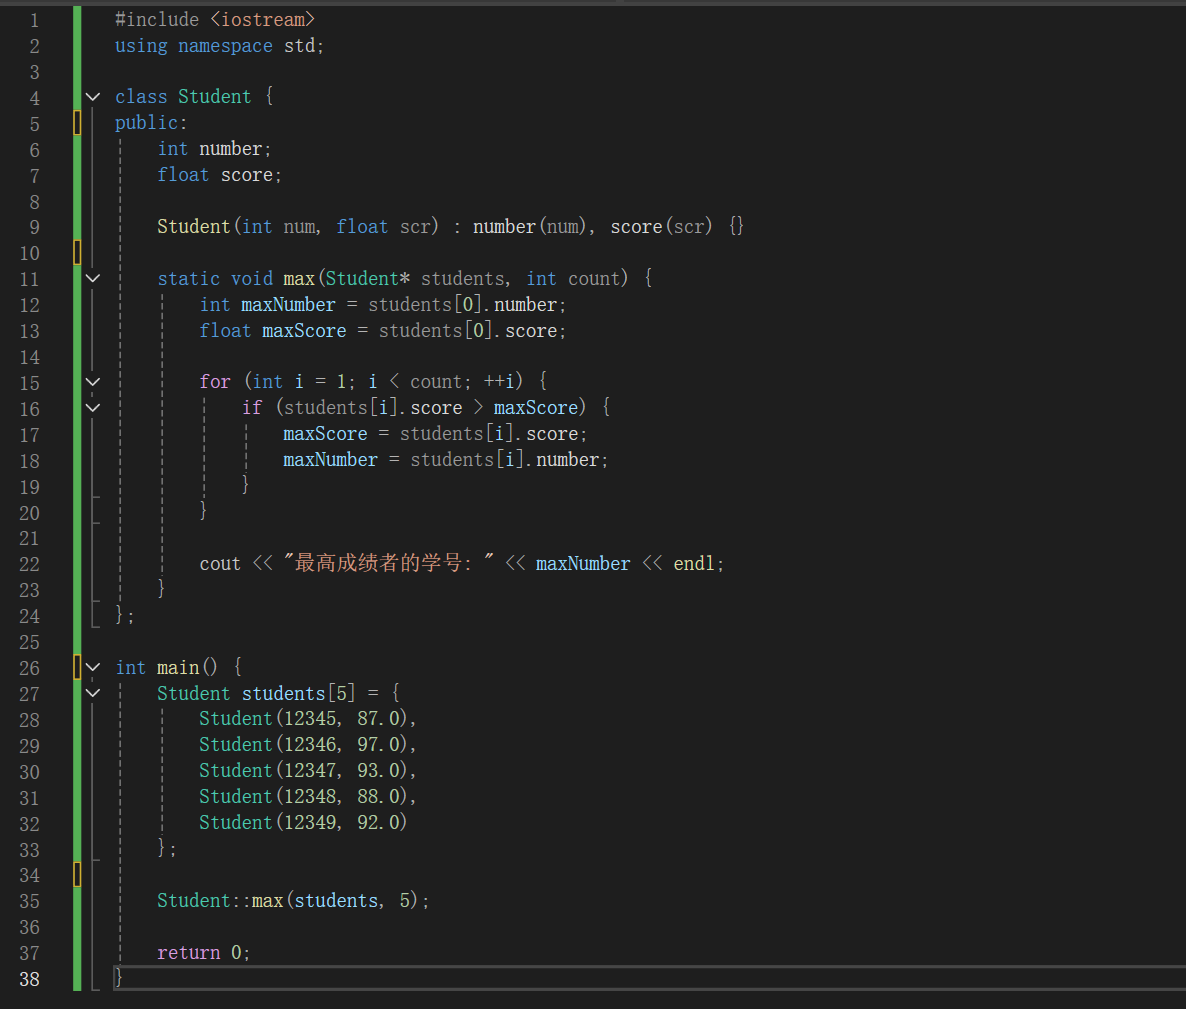 1 #include <iostream>
2 using namespace std;
3
4 class Student {
5 public:
6     int number;
7     float score;
8
9     Student(int num, float scr) : number(num), score(scr) {}
10
11     static void max(Student* students, int count) {
12         int maxNumber = students[0].number;
13         float maxScore = students[0].score;
14
15         for (int i = 1; i < count; ++i) {
16             if (students[i].score > maxScore) {
17                 maxScore = students[i].score;
18                 maxNumber = students[i].number;
19             }
20         }
21
22         cout << "最高成绩者的学号: " << maxNumber << endl;
23     }
24 };
25
26 int main() {
27     Student students[5] = {
28         Student(12345, 87.0),
29         Student(12346, 97.0),
30         Student(12347, 93.0),
31         Student(12348, 88.0),
32         Student(12349, 92.0)
33     };
34
35     Student::max(students, 5);
36
37     return 0;
38 }